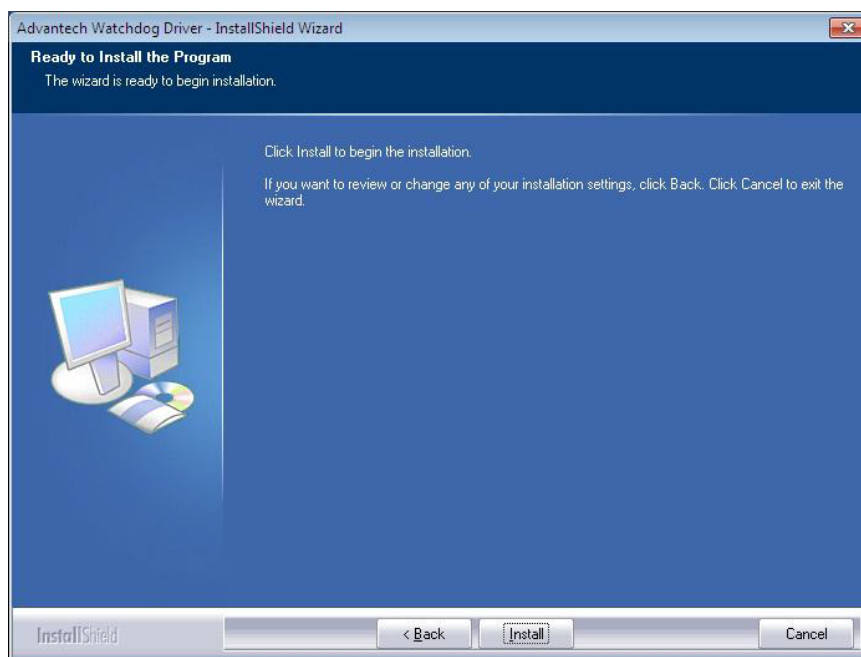 Advantech Watchdog Driver - InstallShield Wizard
Ready to Install the Program
The wizard is ready to begin installation.
Click Install to begin the installation.
If you want to review or change any of your installation settings, click Back. Click Cancel to exit the
wizard.
InstallShield
< Back
Install
Cancel